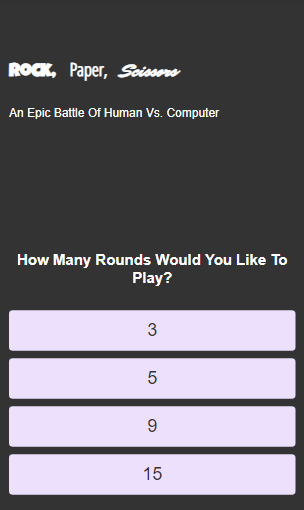 ROCK, Paper, Scissors
An Epic Battle Of Human Vs. Computer
How Many Rounds Would You Like To
Play?
3
5
9
15